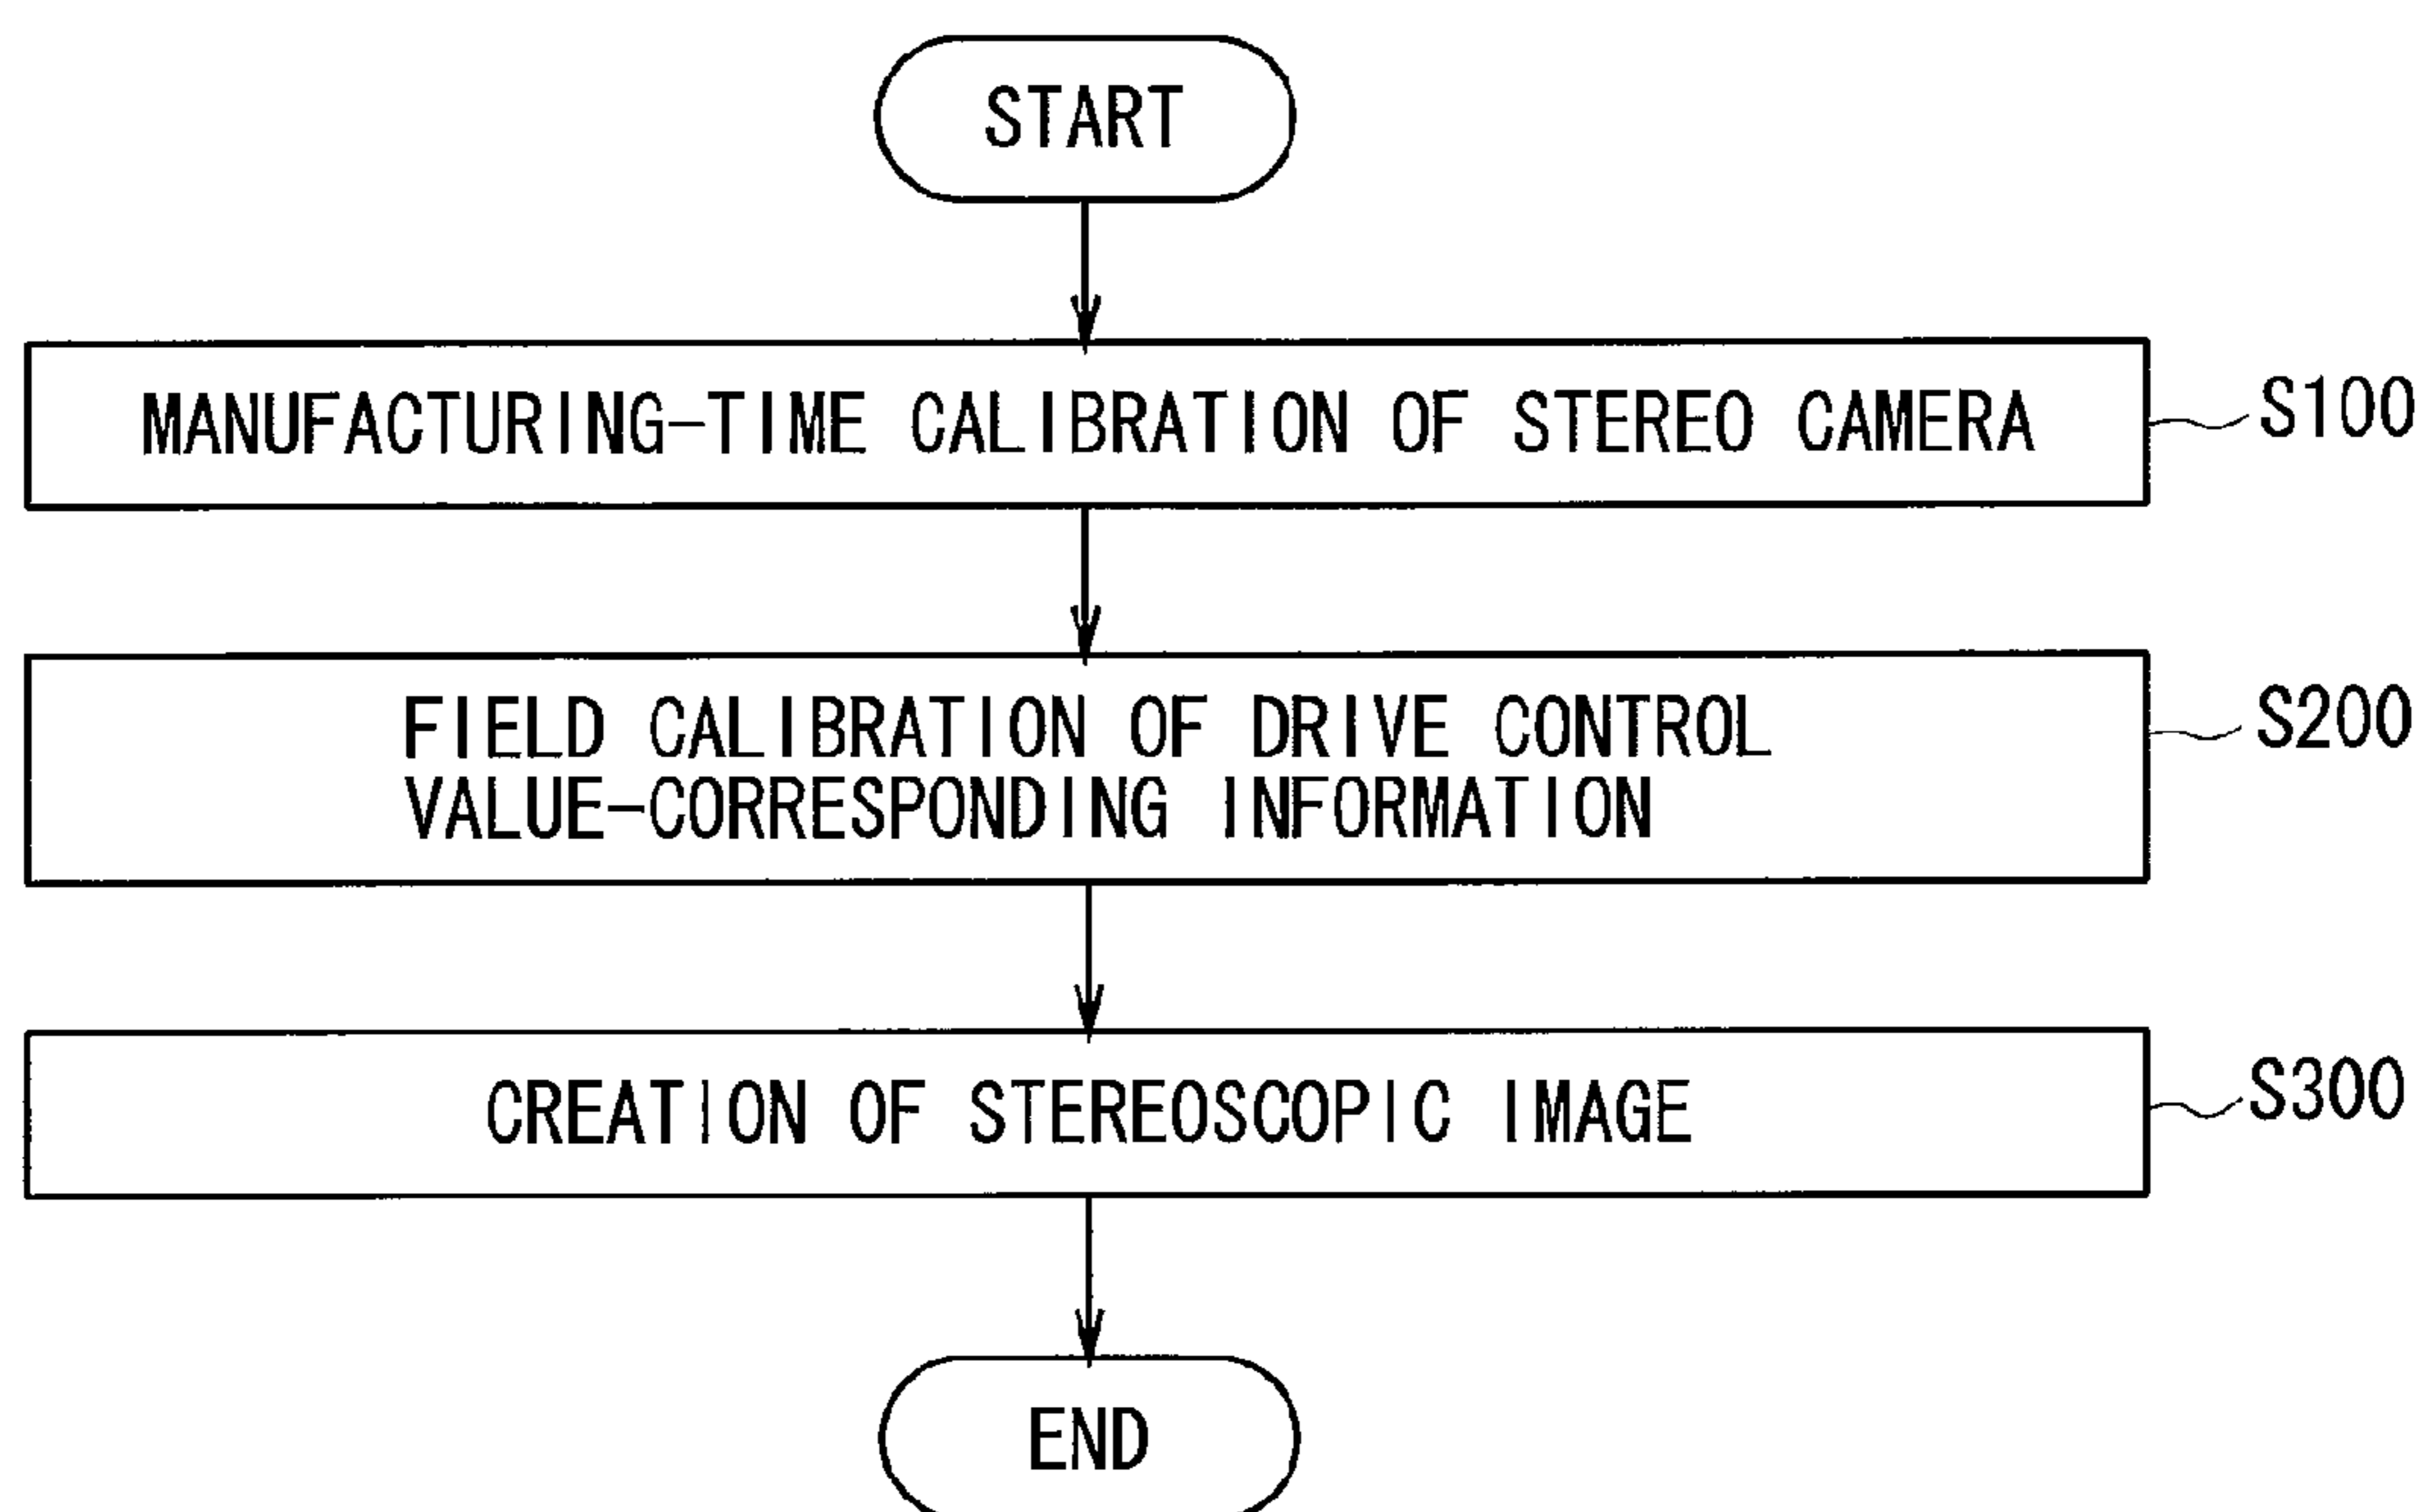 START
MANUFACTURING-TIME CALIBRATION OF STEREO CAMERA
S100
FIELD CALIBRATION OF DRIVE CONTROL
VALUE-CORRESPONDING INFORMATION
S200
CREATION OF STEREOSCOPIC IMAGE
S300
END